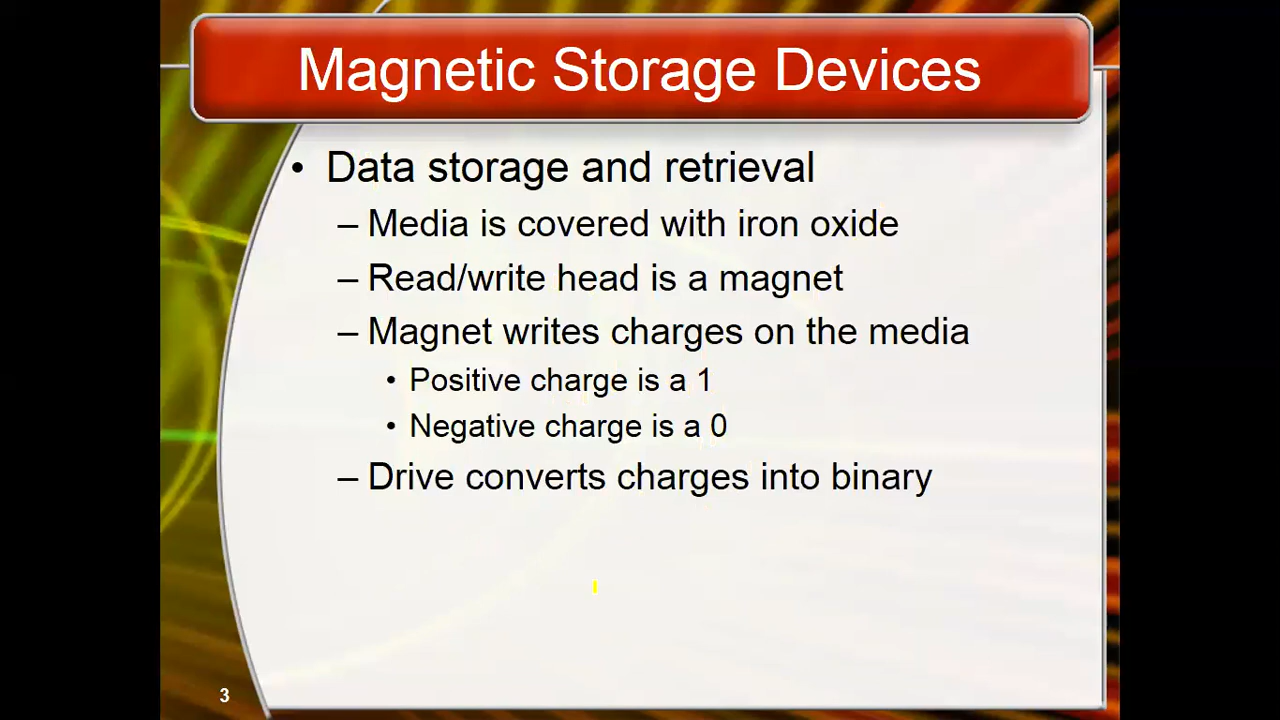 Magnetic Storage Devices
• Data storage and retrieval
– Media is covered with iron oxide
– Read/write head is a magnet
– Magnet writes charges on the media
• Positive charge is a 1
• Negative charge is a 0
– Drive converts charges into binary
3